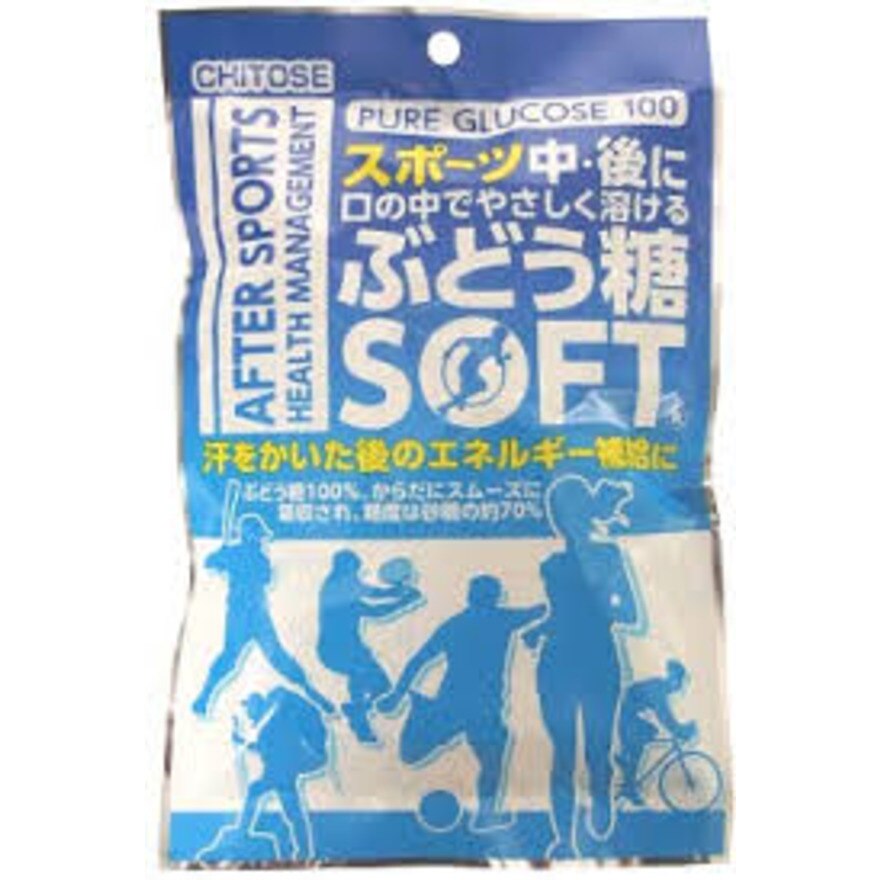 CHITOSE
AFTER SPORTS
HEALTH MANAGEMENT
PURE GLUCOSE 100
スポーツ中・後に
口の中でやさしく溶ける
ぶどう糖
SOFT
汗をかいた後のエネルギー補給に
ぶどう糖100%。からだにスムーズに
吸収され、糖度は砂糖の約70%